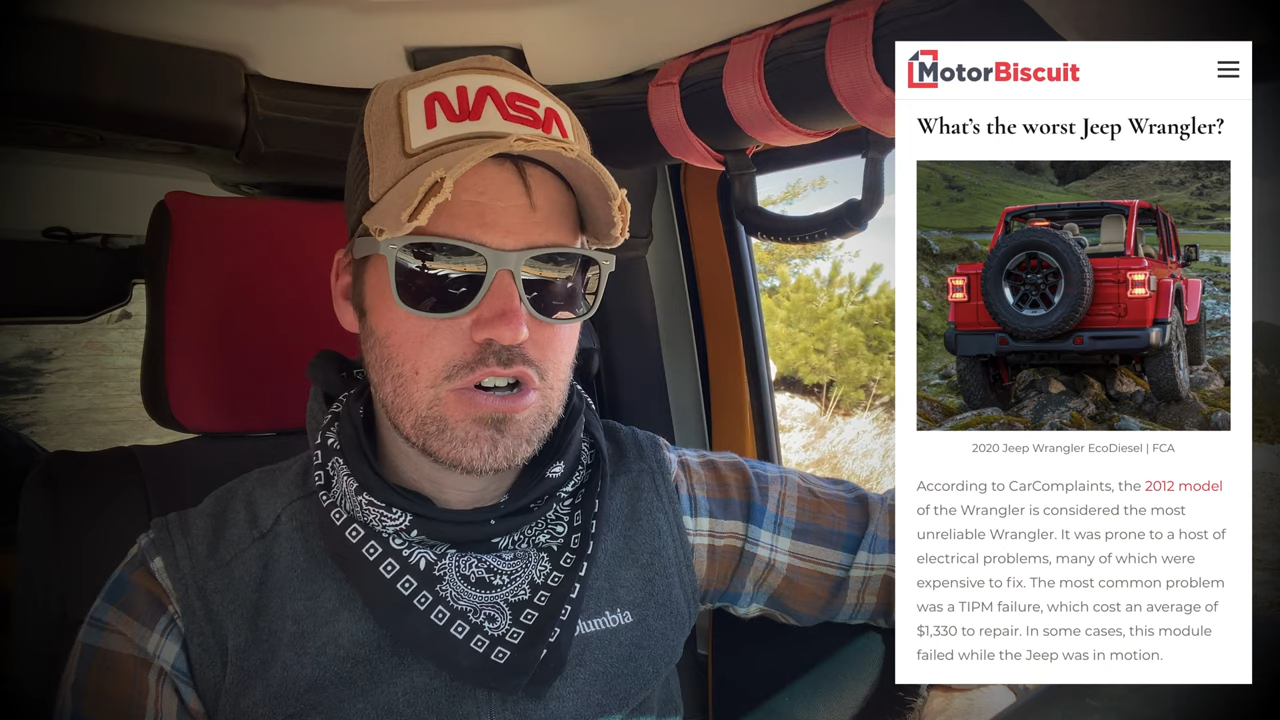 NASA
lumbia
MotorBiscuit
What's the worst Jeep Wrangler?
2020 Jeep Wrangler EcoDiesel | FCA
According to CarComplaints, the 2012 model
of the Wrangler is considered the most
unreliable Wrangler. It was prone to a host of
electrical problems, many of which were
expensive to fix. The most common problem
was a TIPM failure, which cost an average of
$1,330 to repair. In some cases, this module
failed while the Jeep was in motion.